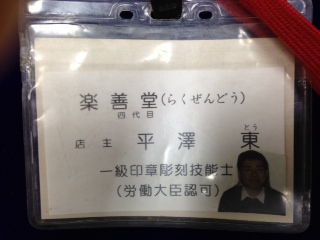 楽善堂(らくぜんどう)
四代目
とう
店主 平澤 東
一級印章彫刻技能士
(労働大臣認可)